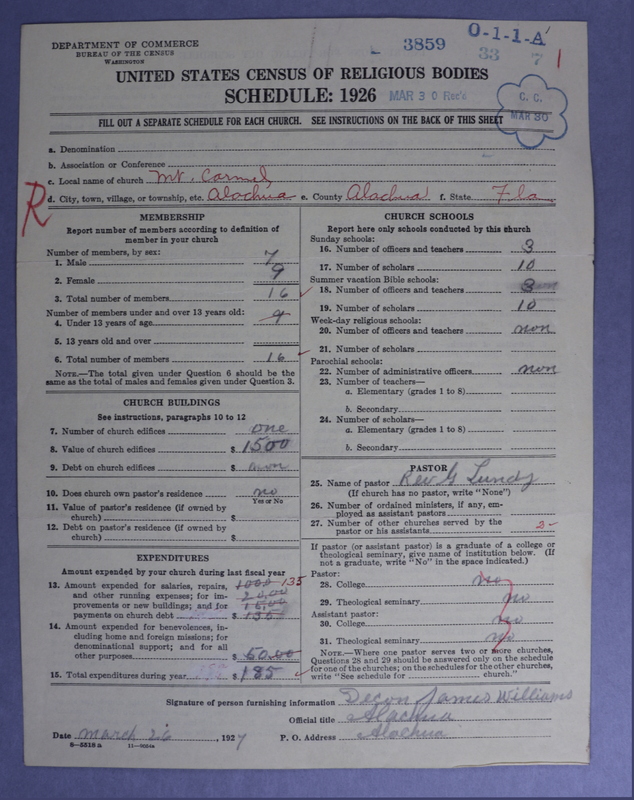 DEPARTMENT OF COMMERCE
BUREAU OF THE CENSUS
WASHINGTON
3859
O-1-1-A
33 7 1
UNITED STATES CENSUS OF RELIGIOUS BODIES
SCHEDULE: 1926
MAR 30 Rec'd
C. C.
MAR 30
FILL OUT A SEPARATE SCHEDULE FOR EACH CHURCH. SEE INSTRUCTIONS ON THE BACK OF THIS SHEET
a. Denomination
b. Association or Conference
c. Local name of church Mt. Carmel
R
d. City, town, village, or township, etc. Alachua e. County Alachua f. State Fla
MEMBERSHIP
Report number of members according to definition of
member in your church
Number of members, by sex:
1. Male 7
2. Female 9
3. Total number of members 16
Number of members under and over 13 years old:
4. Under 13 years of age 9
5. 13 years old and over
6. Total number of members 16
NOTE.—The total given under Question 6 should be the
same as the total of males and females given under Question 3.
CHURCH BUILDINGS
See instructions, paragraphs 10 to 12
7. Number of church edifices one
8. Value of church edifices $ 1500
9. Debt on church edifices $ non
10. Does church own pastor's residence no
Yes or No
11. Value of pastor's residence (if owned by
church) $
12. Debt on pastor's residence (if owned by
church) $
EXPENDITURES
Amount expended by your church during last fiscal year
13. Amount expended for salaries, repairs, 1000 135
and other running expenses; for im- 20,00
provements or new buildings; and for 15,00
payments on church debt $ 135
14. Amount expended for benevolences, in-
cluding home and foreign missions; for
denominational support; and for all
other purposes $ 50.00
15. Total expenditures during year $ 185
CHURCH SCHOOLS
Report here only schools conducted by this church
Sunday schools:
16. Number of officers and teachers 3
17. Number of scholars 10
Summer vacation Bible schools:
18. Number of officers and teachers 3
19. Number of scholars 10
Week-day religious schools:
20. Number of officers and teachers non
21. Number of scholars
Parochial schools:
22. Number of administrative officers non
23. Number of teachers—
a. Elementary (grades 1 to 8)
b. Secondary
24. Number of scholars—
a. Elementary (grades 1 to 8)
b. Secondary
PASTOR
25. Name of pastor Rev G Lundy
(If church has no pastor, write "None")
26. Number of ordained ministers, if any, em-
ployed as assistant pastors
27. Number of other churches served by the
pastor or his assistants 2
If pastor (or assistant pastor) is a graduate of a college or
theological seminary, give name of institution below. (If
not a graduate, write "No" in the space indicated.)
Pastor:
28. College no
29. Theological seminary no
Assistant pastor:
30. College no
31. Theological seminary no
NOTE.—Where one pastor serves two or more churches,
Questions 28 and 29 should be answered only on the schedule
for one of the churches; on the schedules for the other churches,
write "See schedule for church."
Signature of person furnishing information Decon James Williams
Official title Alachua
Date march 26, 1927 P. O. Address Alachua
8—5518 a 11—9084